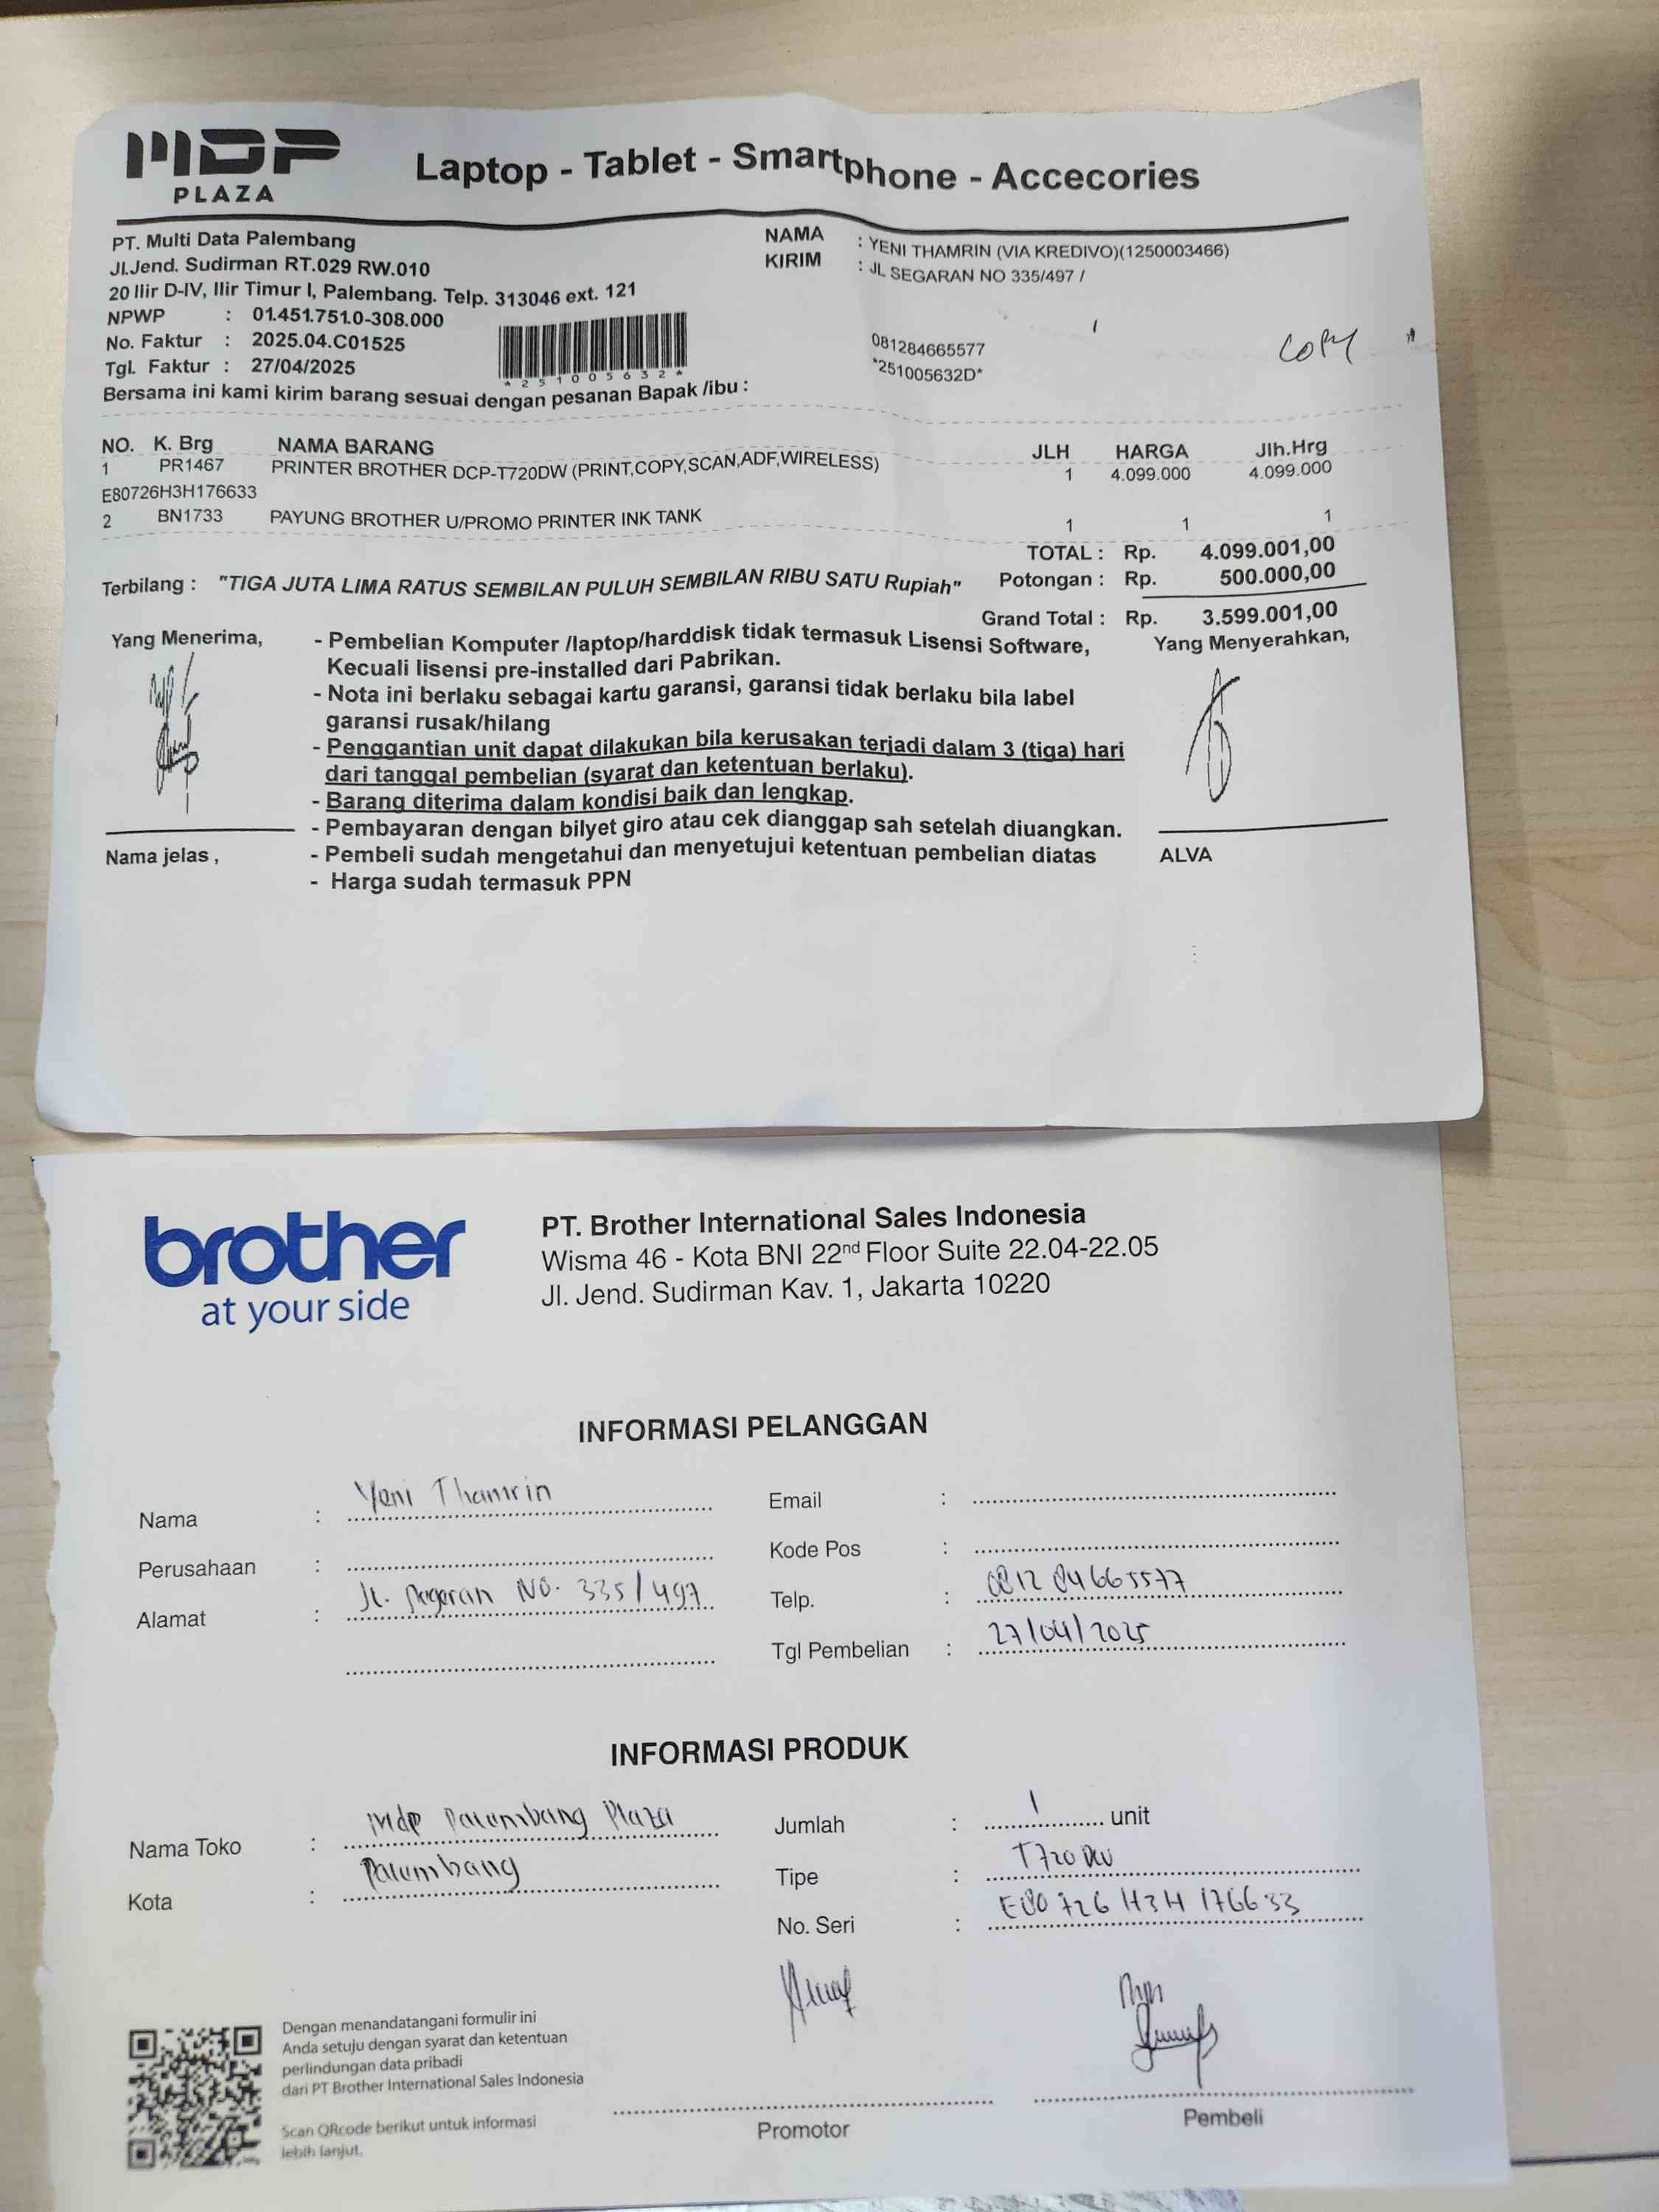 MDP
PLAZA
Laptop - Tablet - Smartphone - Accecories
PT. Multi Data Palembang
Jl.Jend. Sudirman RT.029 RW.010
20 Ilir D-IV, Ilir Timur I, Palembang. Telp. 313046 ext. 121
NPWP : 01.451.751.0-308.000
No. Faktur : 2025.04.C01525
Tgl. Faktur : 27/04/2025
*251005632*
NAMA : YENI THAMRIN (VIA KREDIVO)(1250003466)
KIRIM : JL SEGARAN NO 335/497 /
081284665577
*251005632D*
COPY
Bersama ini kami kirim barang sesuai dengan pesanan Bapak /ibu :
NO. K. Brg NAMA BARANG JLH HARGA Jlh.Hrg
1 PR1467 PRINTER BROTHER DCP-T720DW (PRINT,COPY,SCAN,ADF,WIRELESS) 1 4.099.000 4.099.000
E80726H3H176633
2 BN1733 PAYUNG BROTHER U/PROMO PRINTER INK TANK 1 1 1
TOTAL : Rp. 4.099.001,00
Terbilang : "TIGA JUTA LIMA RATUS SEMBILAN PULUH SEMBILAN RIBU SATU Rupiah" Potongan : Rp. 500.000,00
Grand Total : Rp. 3.599.001,00
Yang Menerima,
- Pembelian Komputer /laptop/harddisk tidak termasuk Lisensi Software,
Kecuali lisensi pre-installed dari Pabrikan.
- Nota ini berlaku sebagai kartu garansi, garansi tidak berlaku bila label
garansi rusak/hilang
- Penggantian unit dapat dilakukan bila kerusakan terjadi dalam 3 (tiga) hari
dari tanggal pembelian (syarat dan ketentuan berlaku).
- Barang diterima dalam kondisi baik dan lengkap.
- Pembayaran dengan bilyet giro atau cek dianggap sah setelah diuangkan.
- Pembeli sudah mengetahui dan menyetujui ketentuan pembelian diatas
- Harga sudah termasuk PPN
Nama jelas ,
Yang Menyerahkan,
ALVA
brother
at your side
PT. Brother International Sales Indonesia
Wisma 46 - Kota BNI 22nd Floor Suite 22.04-22.05
Jl. Jend. Sudirman Kav. 1, Jakarta 10220
INFORMASI PELANGGAN
Nama : Yeni Thamrin
Perusahaan :
Alamat : Jl. Segaran No. 335/497
Email :
Kode Pos :
Telp. : 081284665577
Tgl Pembelian : 27/04/2025
INFORMASI PRODUK
Nama Toko : Mdp Palembang Plaza
Kota : Palembang
Jumlah : 1 unit
Tipe : T720DW
No. Seri : E80726H3H176633
Dengan menandatangani formulir ini
Anda setuju dengan syarat dan ketentuan
perlindungan data pribadi
dari PT Brother International Sales Indonesia
Scan QRcode berikut untuk informasi
lebih lanjut.
Promotor
Pembeli